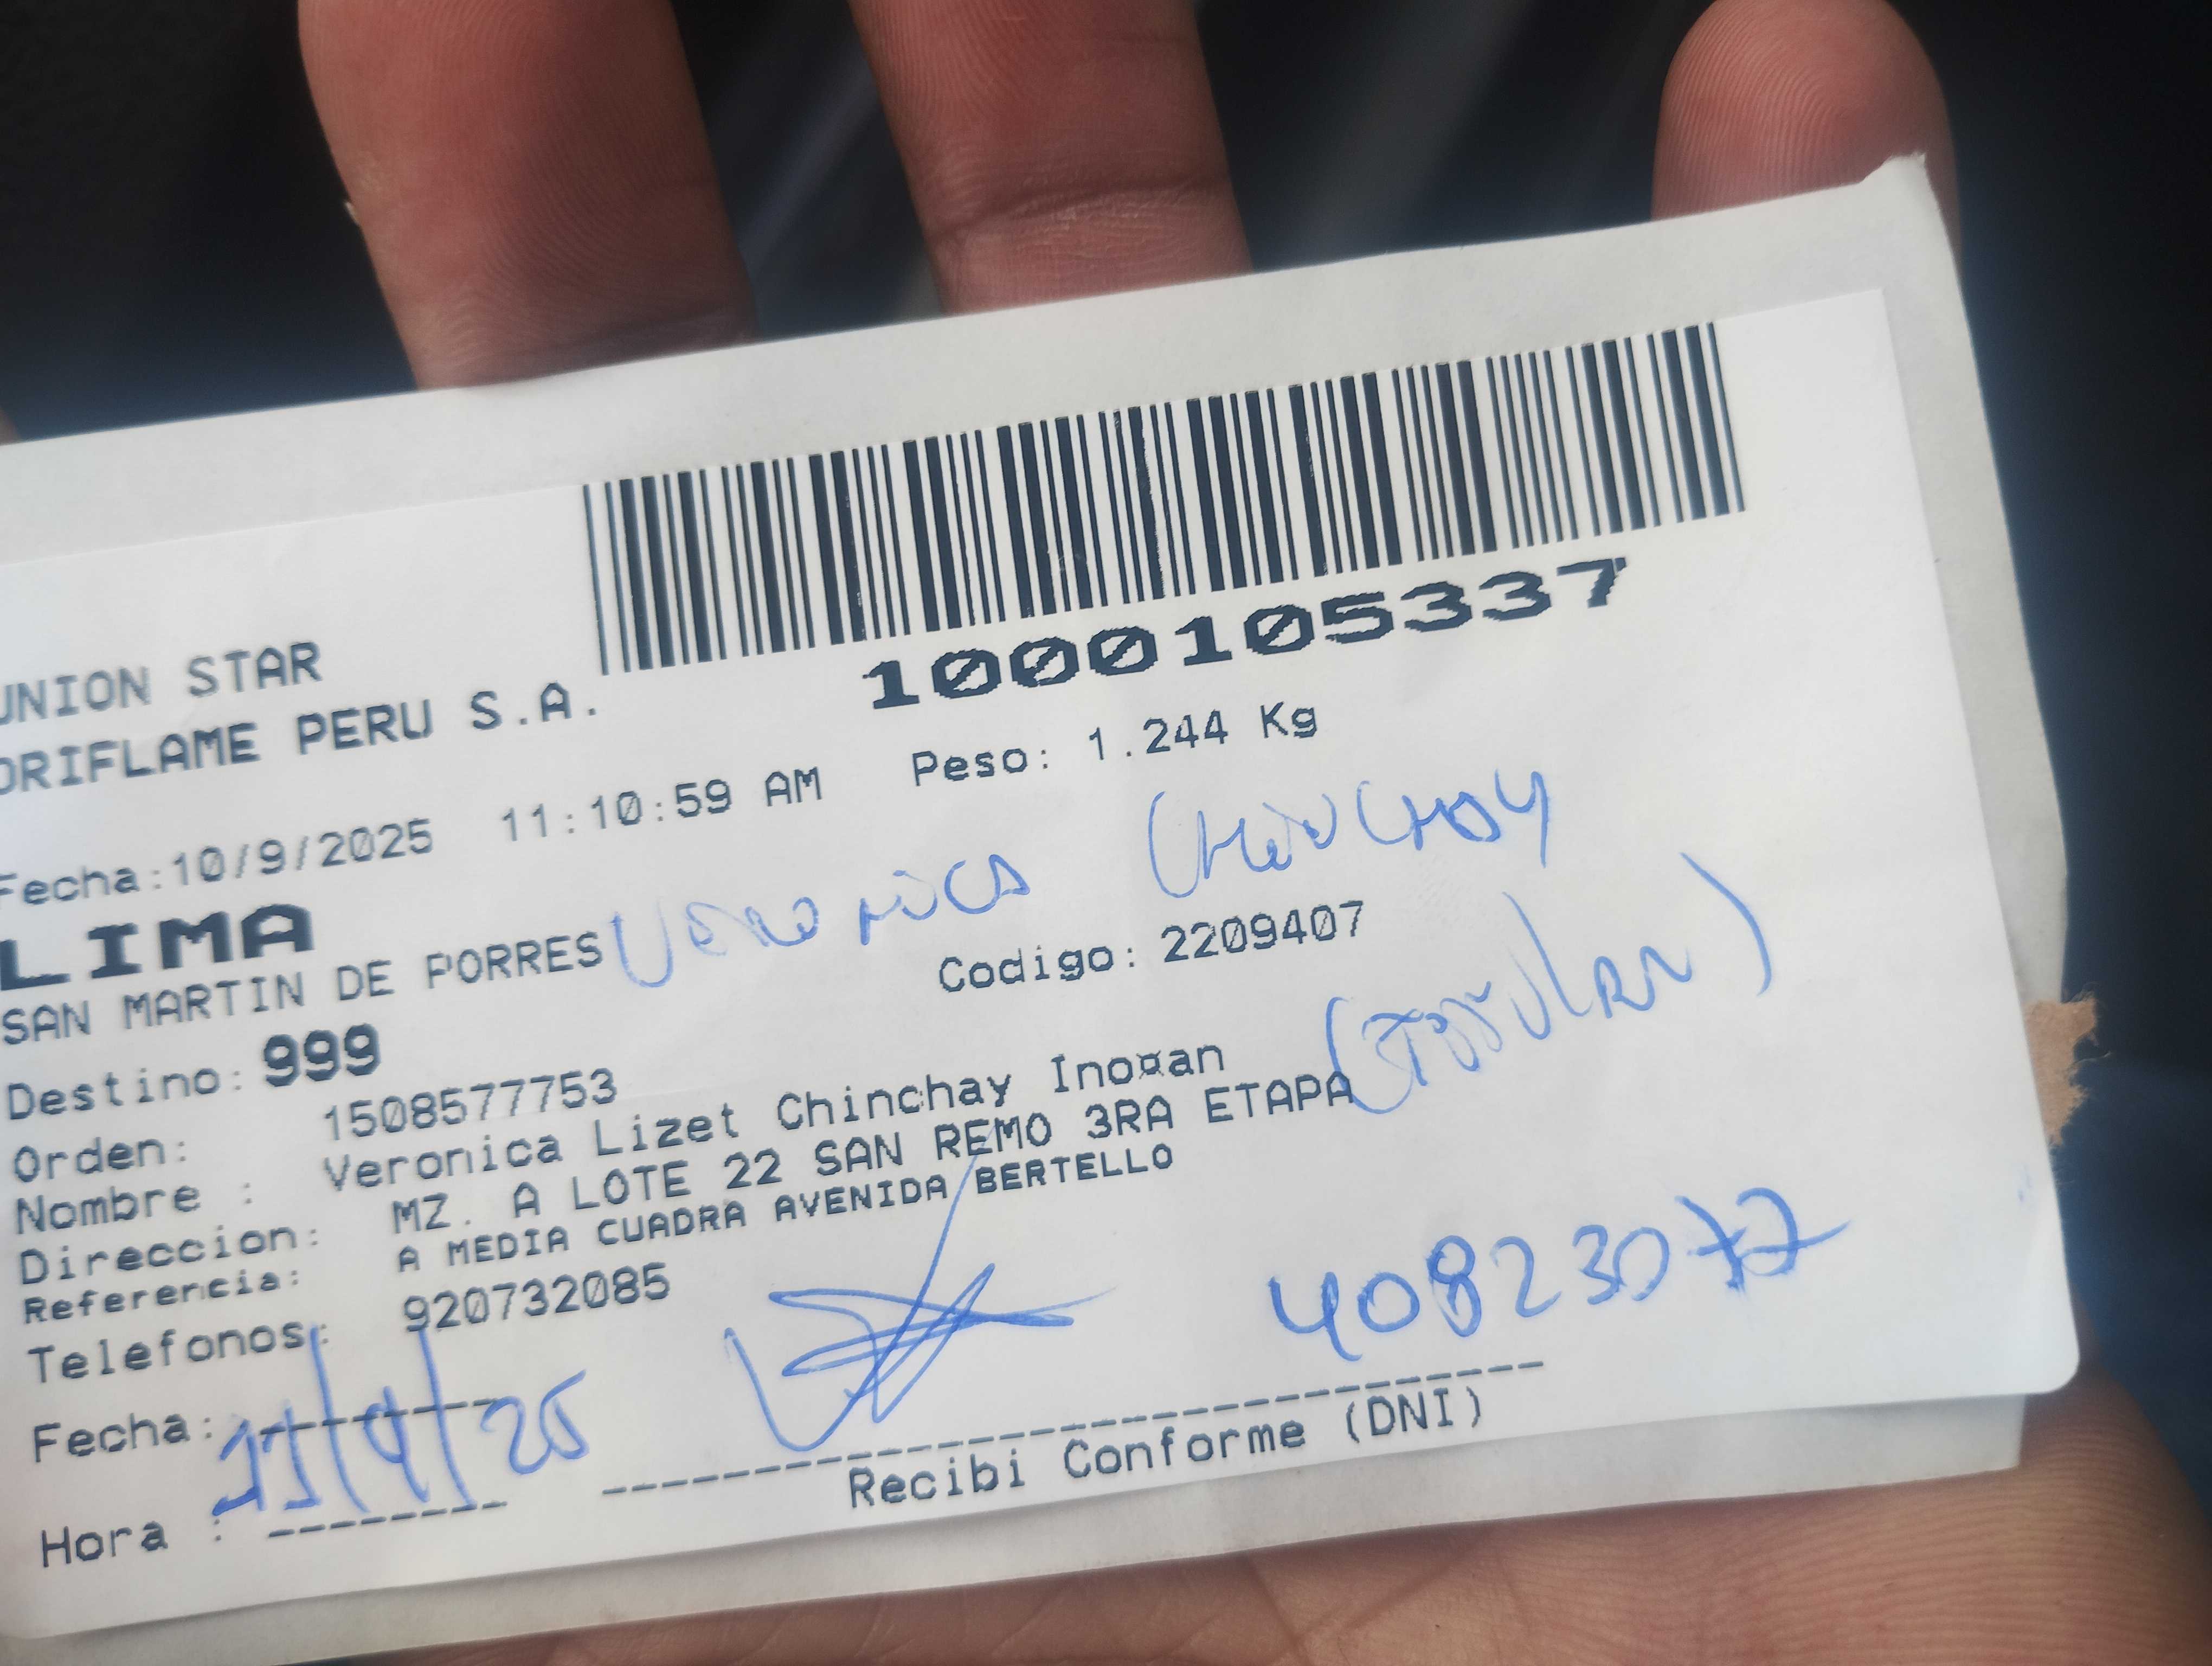 1000105337
UNION STAR
ORIFLAME PERU S.A.
Fecha:10/9/2025 11:10:59 AM Peso: 1.244 Kg
LIMA
Veronica Chinchay
SAN MARTIN DE PORRES Codigo: 2209407
(Titular)
Destino: 999
Orden: 1508577753
Nombre : Veronica Lizet Chinchay Ino¤an
Direccion: MZ. A LOTE 22 SAN REMO 3RA ETAPA
Referencia: A MEDIA CUADRA AVENIDA BERTELLO
Telefonos: 920732085
40823077
Fecha: 11/9/25
Recibi Conforme (DNI)
Hora :